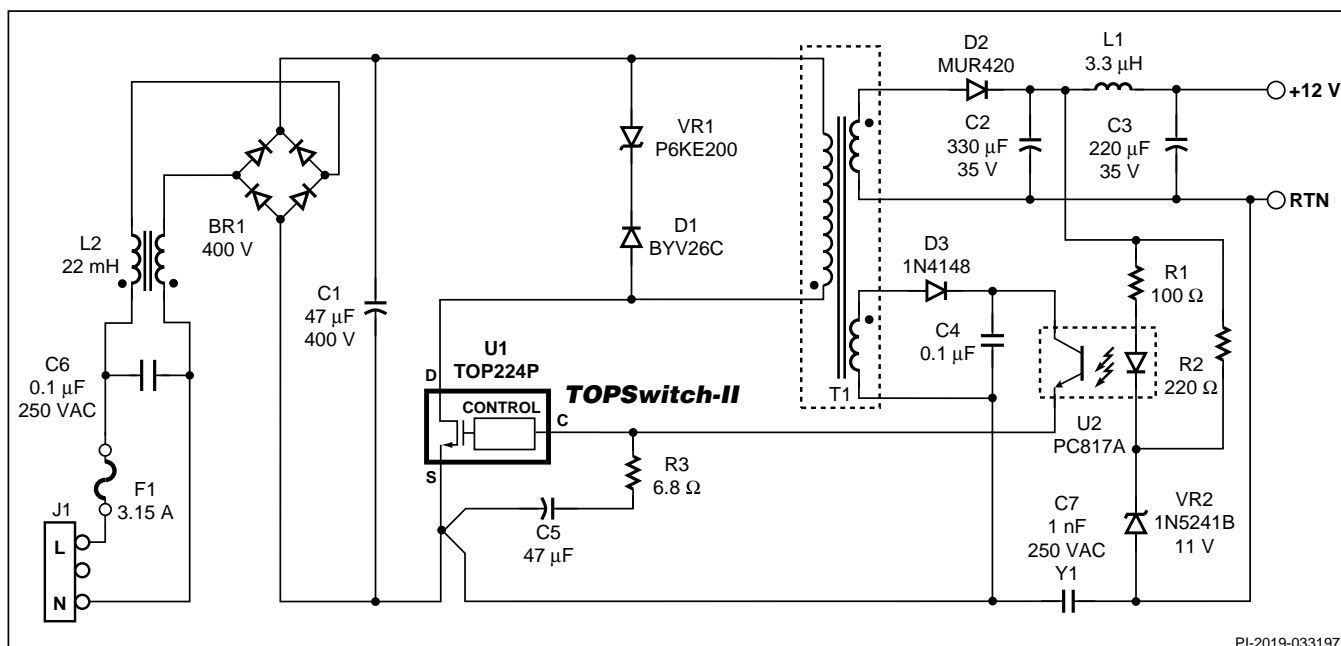 D2
MUR420
L1
3.3 µH
+12 V
C2
330 µF
35 V
C3
220 µF
35 V
RTN
VR1
P6KE200
BR1
400 V
L2
22 mH
D1
BYV26C
D3
1N4148
R1
100 Ω
C1
47 µF
400 V
C4
0.1 µF
R2
220 Ω
U1
TOP224P
C6
0.1 µF
250 VAC
D
TOPSwitch-II
T1
CONTROL
C
U2
PC817A
S
R3
6.8 Ω
F1
3.15 A
J1
L
N
C5
47 µF
C7
1 nF
250 VAC
Y1
VR2
1N5241B
11 V
PI-2019-033197